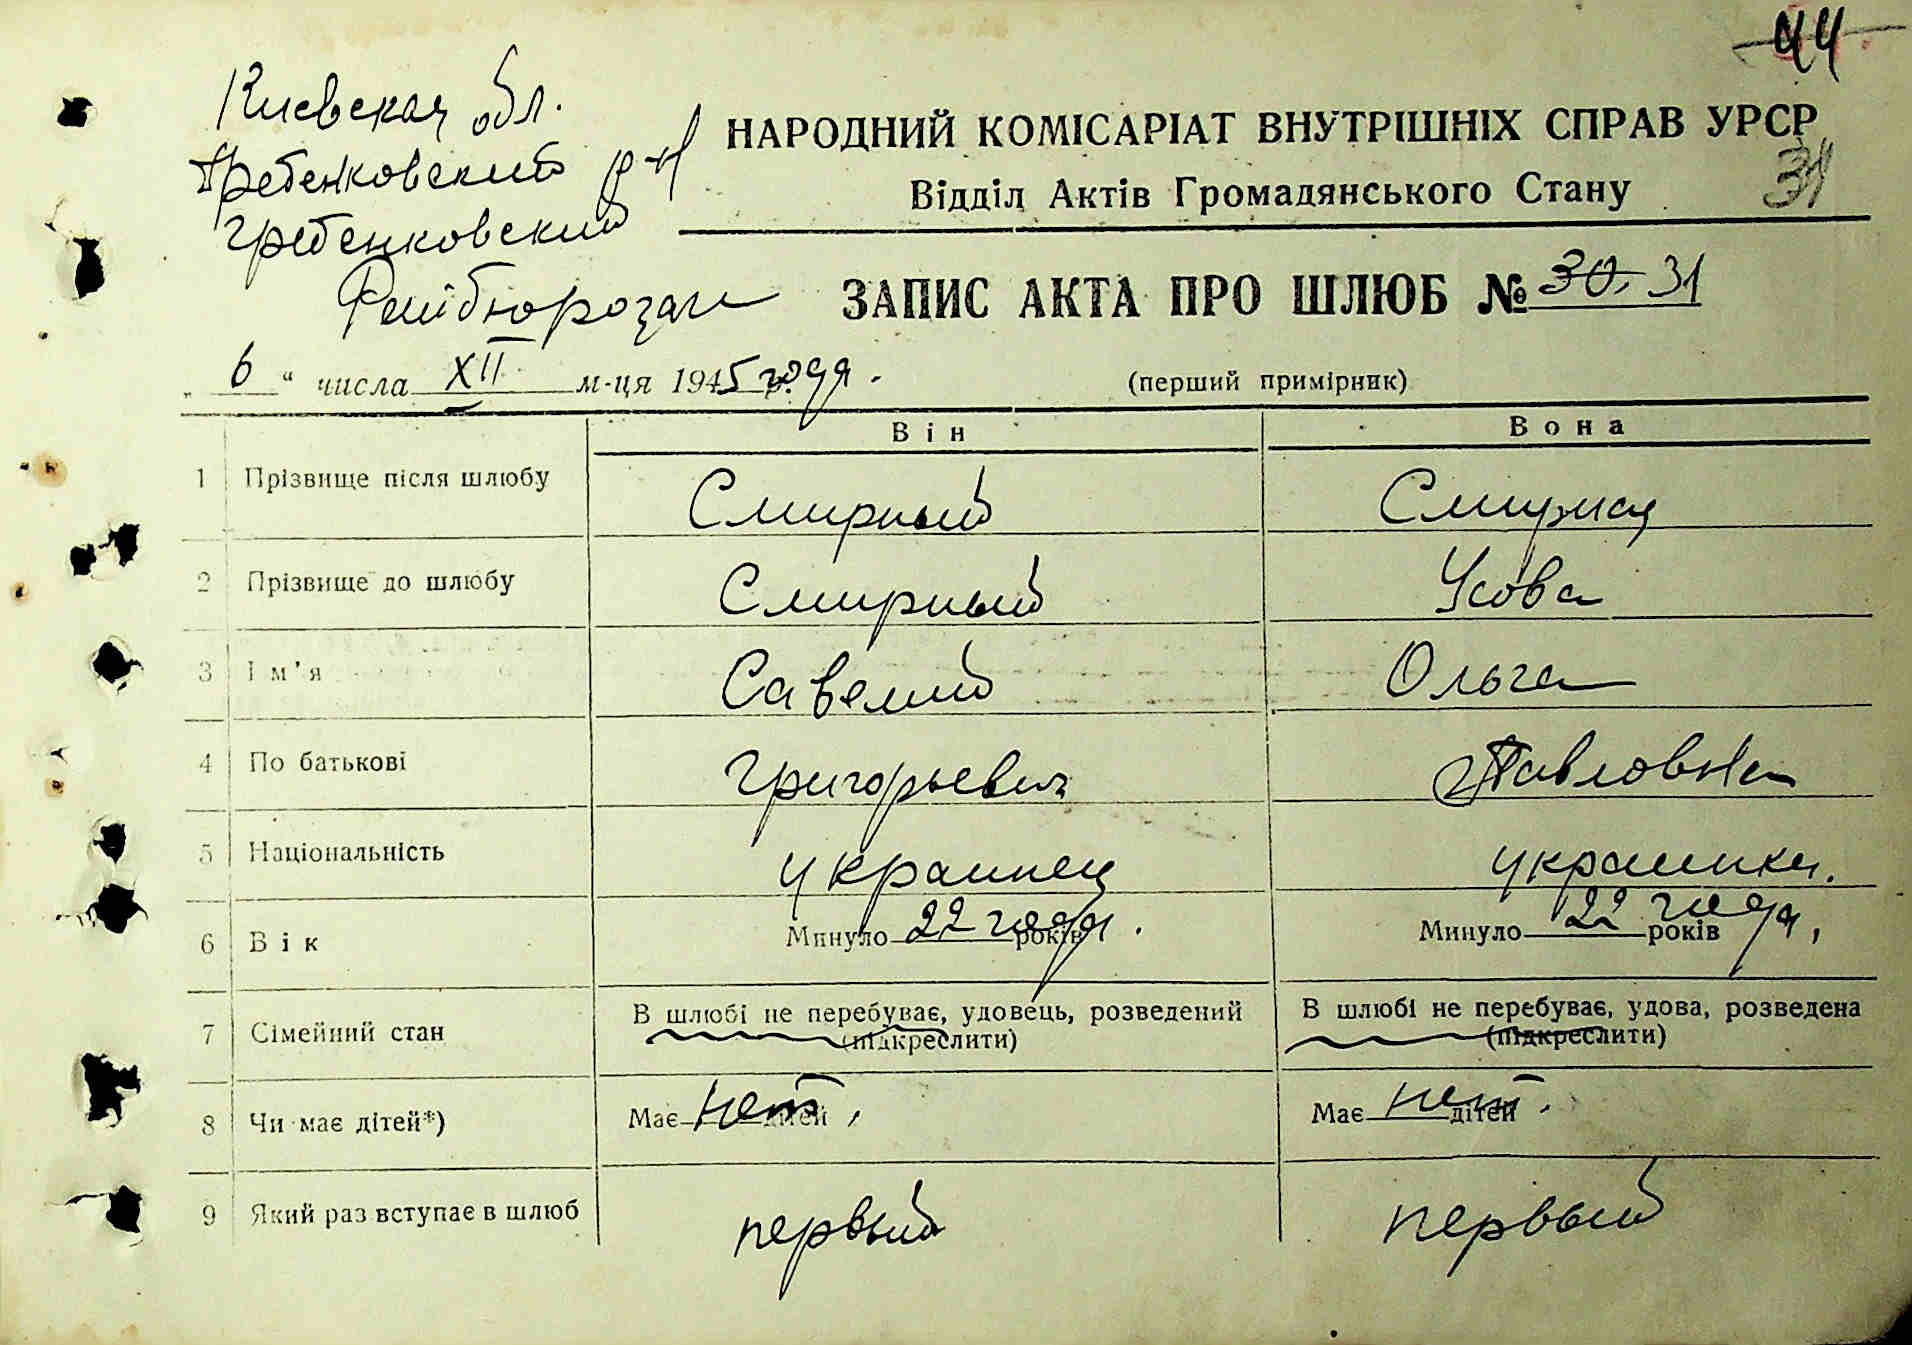 44
Киевская обл.
Гребенковский р-н
Гребенковский
Райбюрозагс
НАРОДНИЙ КОМІСАРІАТ ВНУТРІШНІХ СПРАВ УРСР
31
Відділ Актів Громадянського Стану
ЗАПИС АКТА ПРО ШЛЮБ № 30. 31
„ 6 " числа XII м-ця 1945 года.
(перший примірник)
Він Вона
1 Прізвище після шлюбу Смирный Смирная
2 Прізвище до шлюбу Смирный Усова
3 Ім'я Савелий Ольга
4 По батькові Григорьевич Павловна
5 Національність украинец украинка.
6 Вік Минуло 22 года років. Минуло 22 года років,
7 Сімейний стан В шлюбі не перебуває, удовець, розведений (підкреслити) В шлюбі не перебуває, удова, розведена (підкреслити)
8 Чи має дітей*) Має нет, дітей Має нет. дітей
9 Який раз вступає в шлюб первый первый